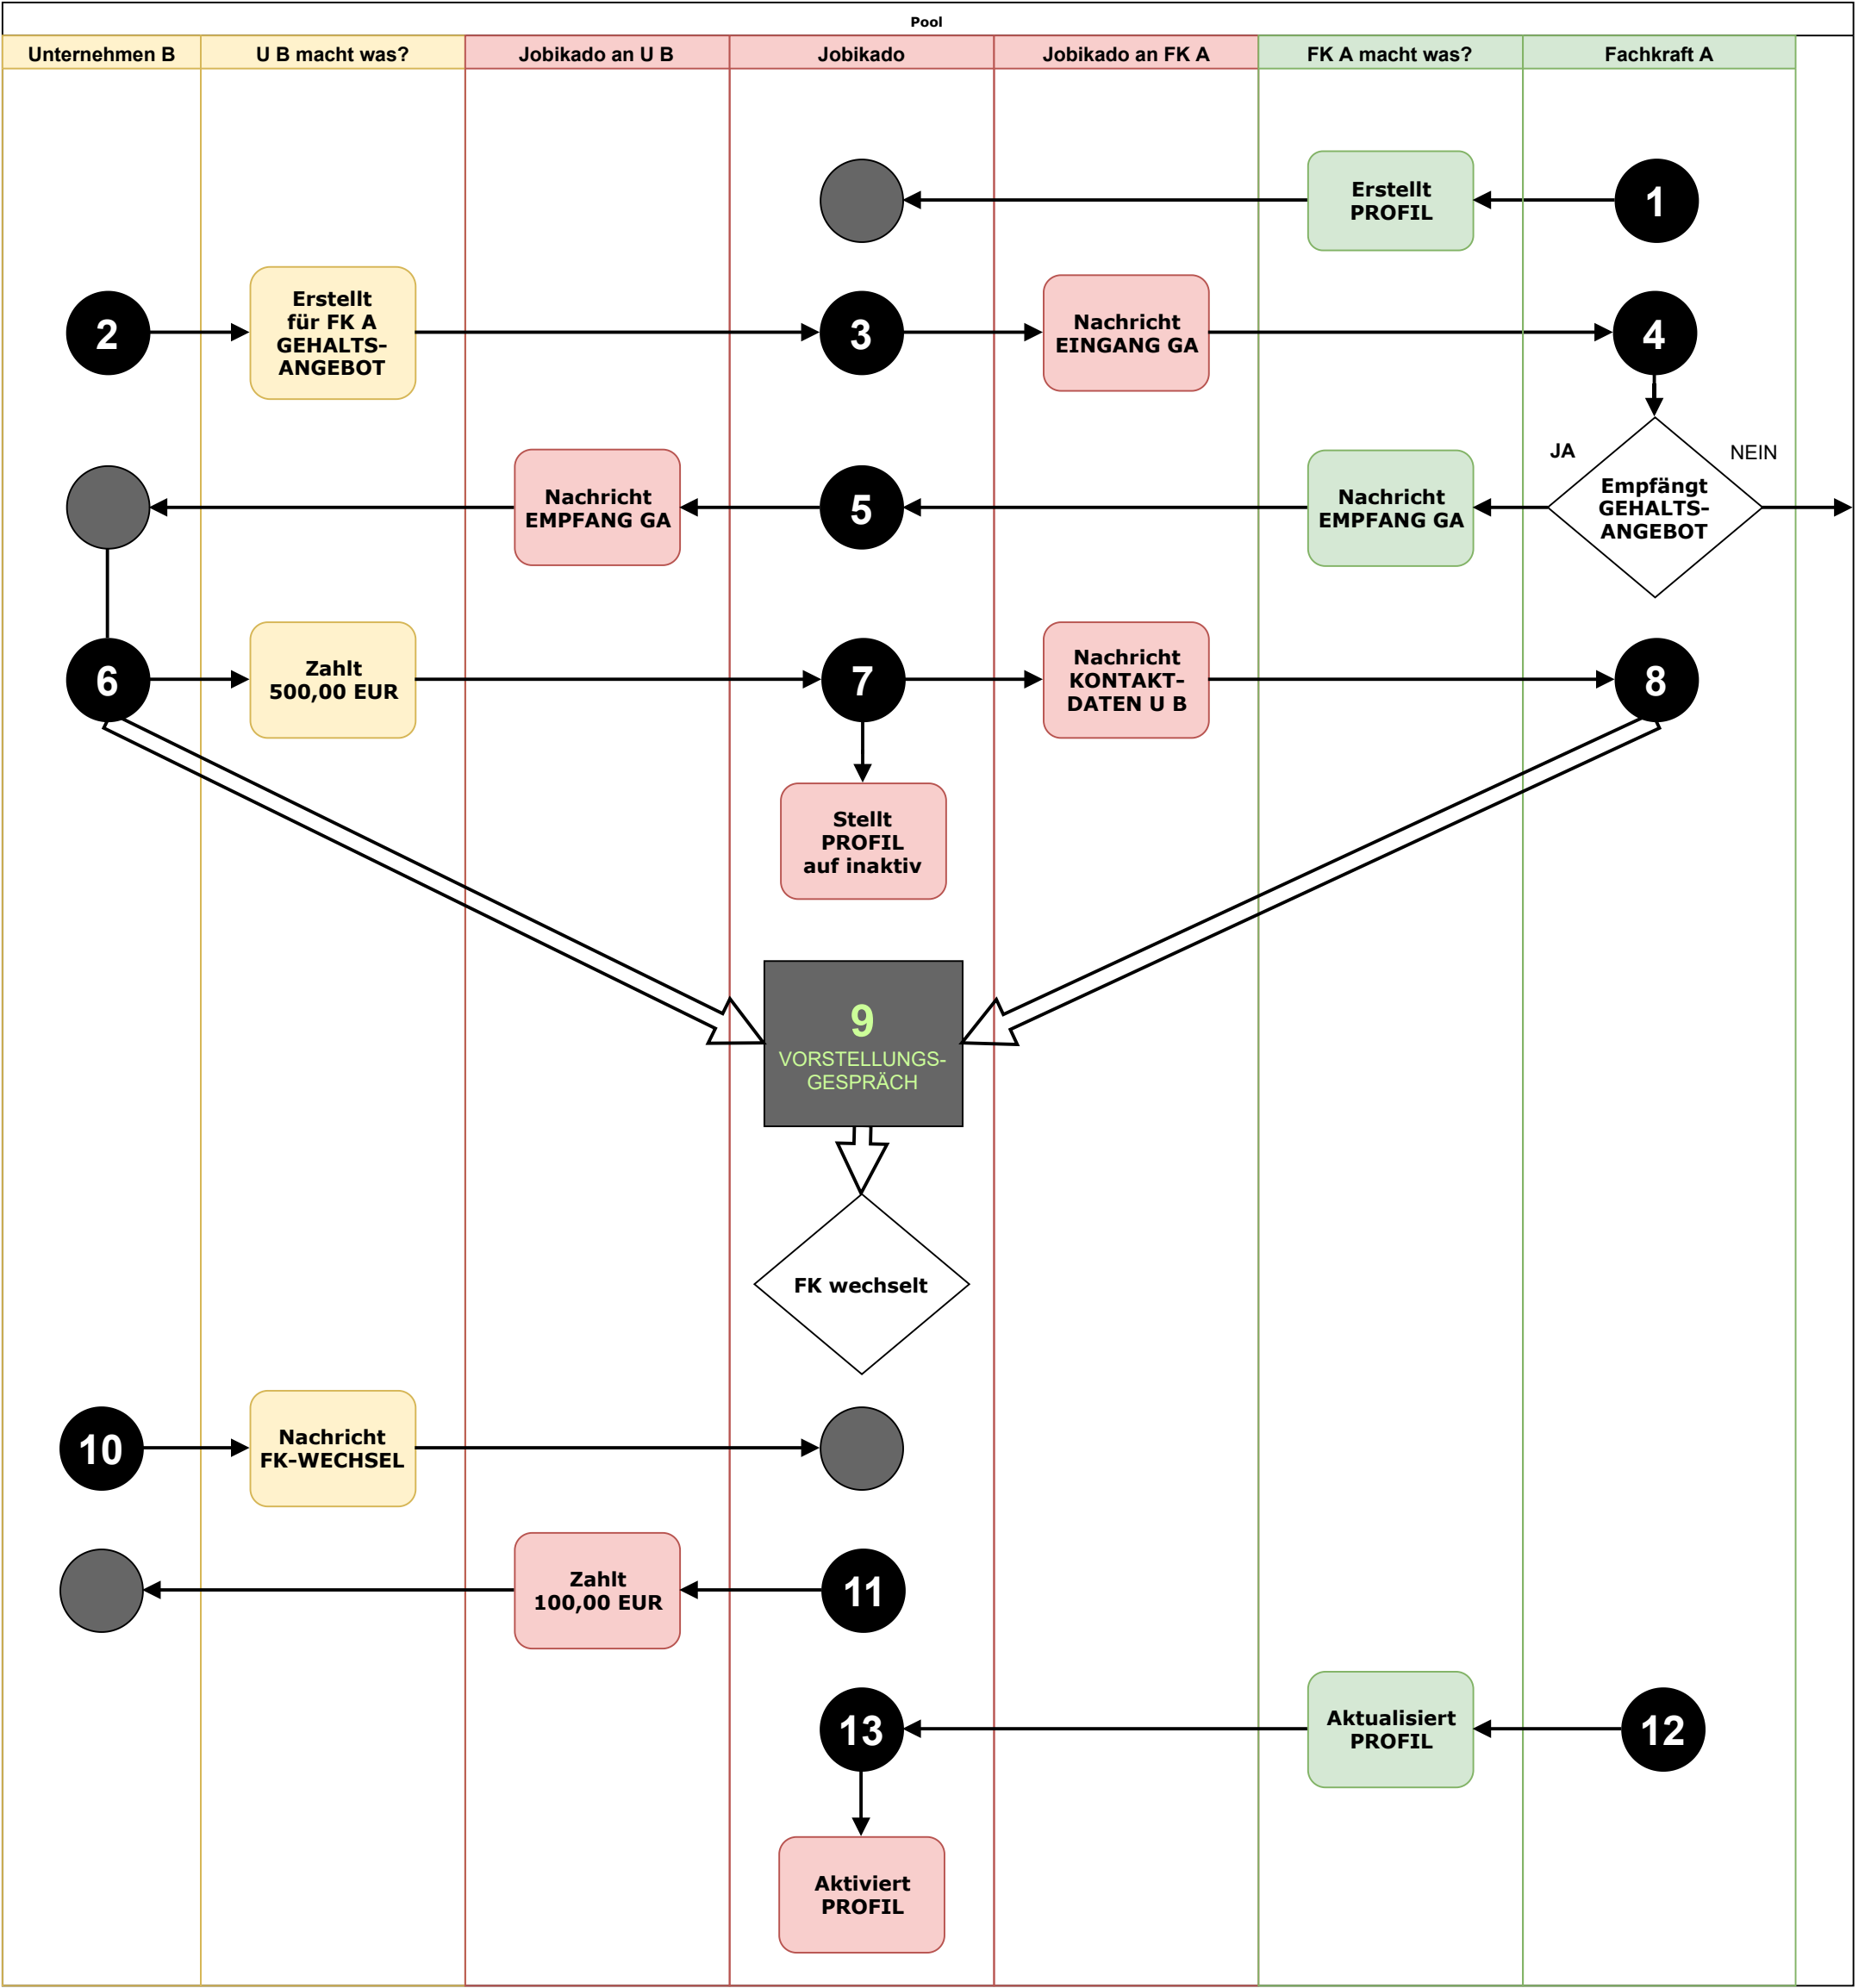 Pool
Unternehmen B
U B macht was?
Jobikado an U B
Jobikado
Jobikado an FK A
FK A macht was?
Fachkraft A
Erstellt
PROFIL
1
2
Erstellt
für FK A
GEHALTS-
ANGEBOT
3
Nachricht
EINGANG GA
4
Nachricht
EMPFANG GA
5
Nachricht
EMPFANG GA
JA
Empfängt
GEHALTS-
ANGEBOT
NEIN
6
Zahlt
500,00 EUR
7
Nachricht
KONTAKT-
DATEN U B
8
Stellt
PROFIL
auf inaktiv
9
VORSTELLUNGS-
GESPRÄCH
FK wechselt
10
Nachricht
FK-WECHSEL
Zahlt
100,00 EUR
11
13
Aktualisiert
PROFIL
12
Aktiviert
PROFIL